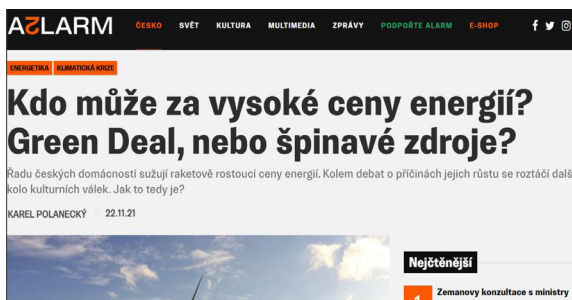 A2LARM ČESKO SVĚT KULTURA MULTIMEDIA ZPRÁVY PODPOŘTE ALARM E-SHOP
ENERGETIKA KLIMATICKÁ KRIZE
Kdo může za vysoké ceny energií?
Green Deal, nebo špinavé zdroje?
Řadu českých domácností sužují raketově rostoucí ceny energií. Kolem debat o příčinách jejich růstu se roztáčí dalš
kolo kulturních válek. Jak to tedy je?
KAREL POLANECKÝ — 22.11.21
Nejčtenější
1 Zemanovy konzultace s ministry